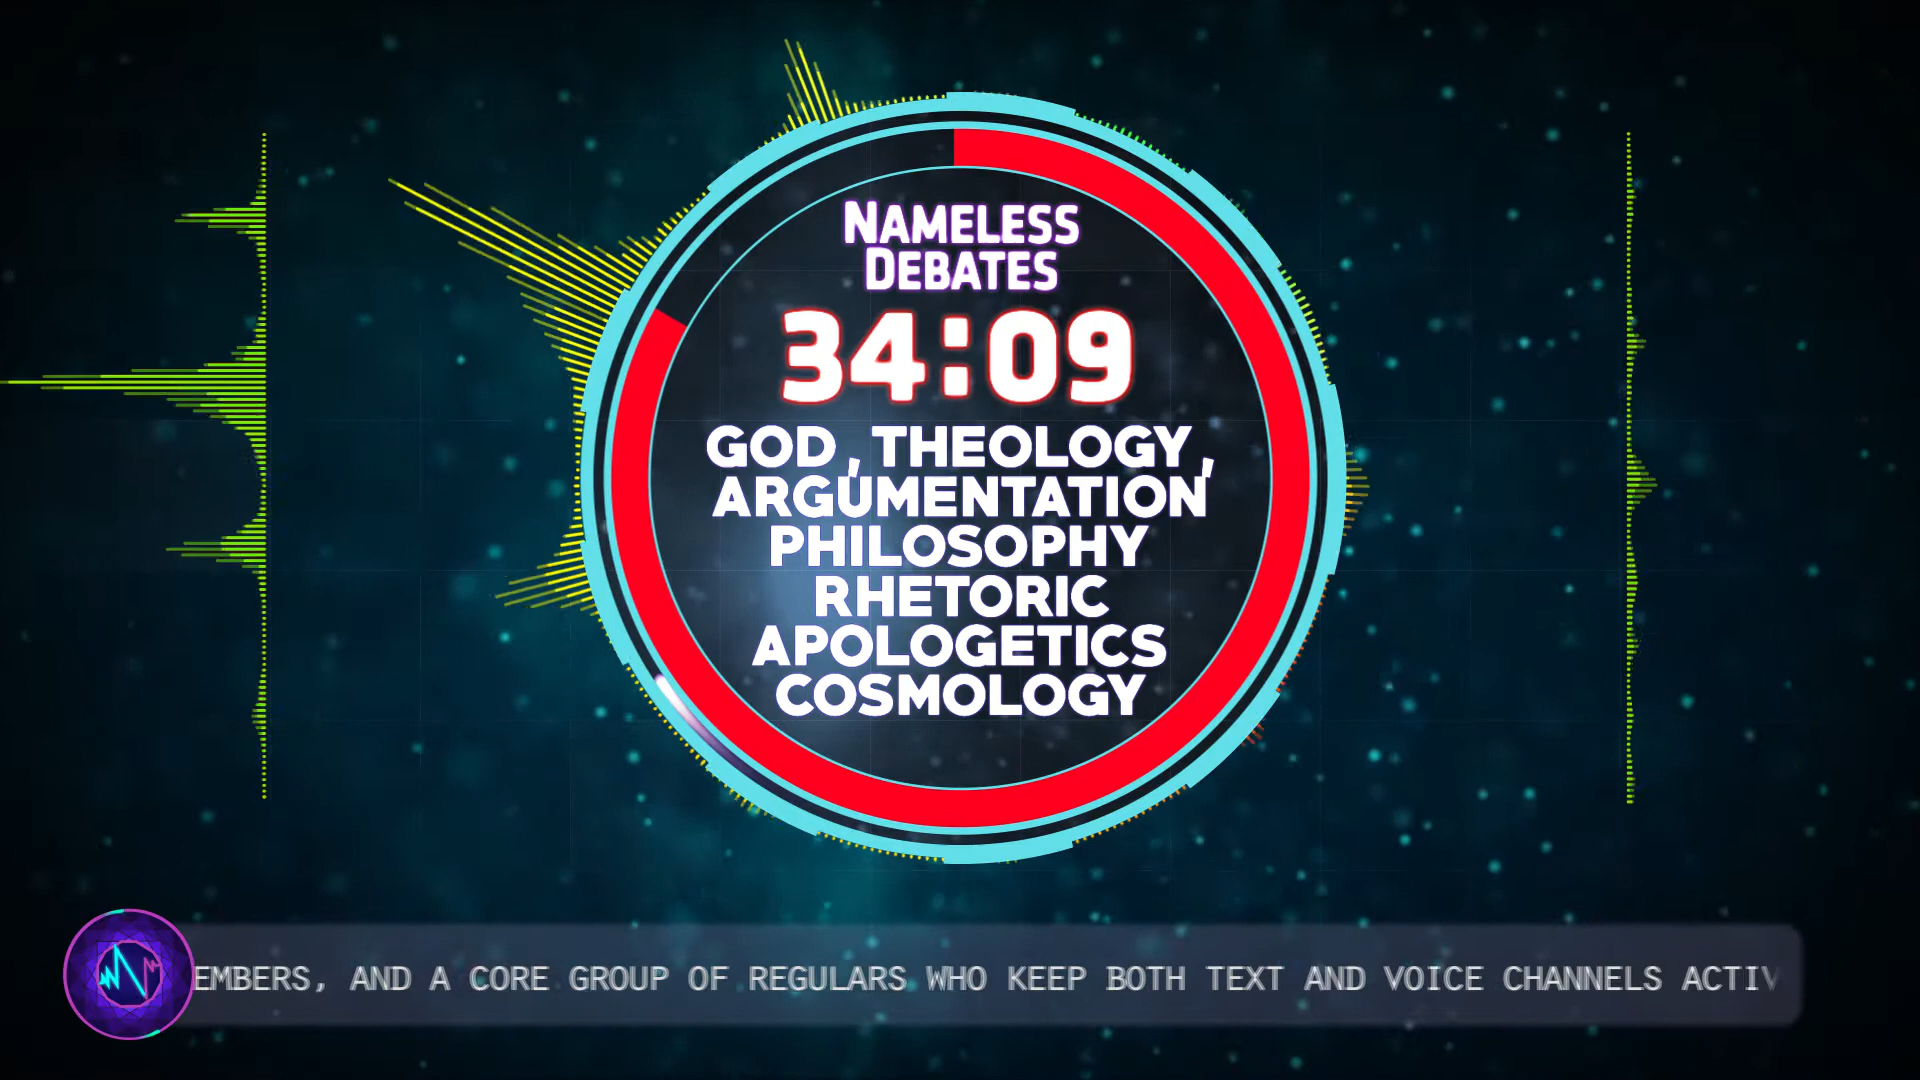 NAMELESS
DEBATES
34:09
GOD, THEOLOGY,
ARGUMENTATION
PHILOSOPHY
RHETORIC
APOLOGETICS
COSMOLOGY
EMBERS, AND A CORE GROUP OF REGULARS WHO KEEP BOTH TEXT AND VOICE CHANNELS ACTIV